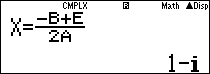 CMPLX R Math ▲Disp
X=(-B+E)/(2A)
1-i